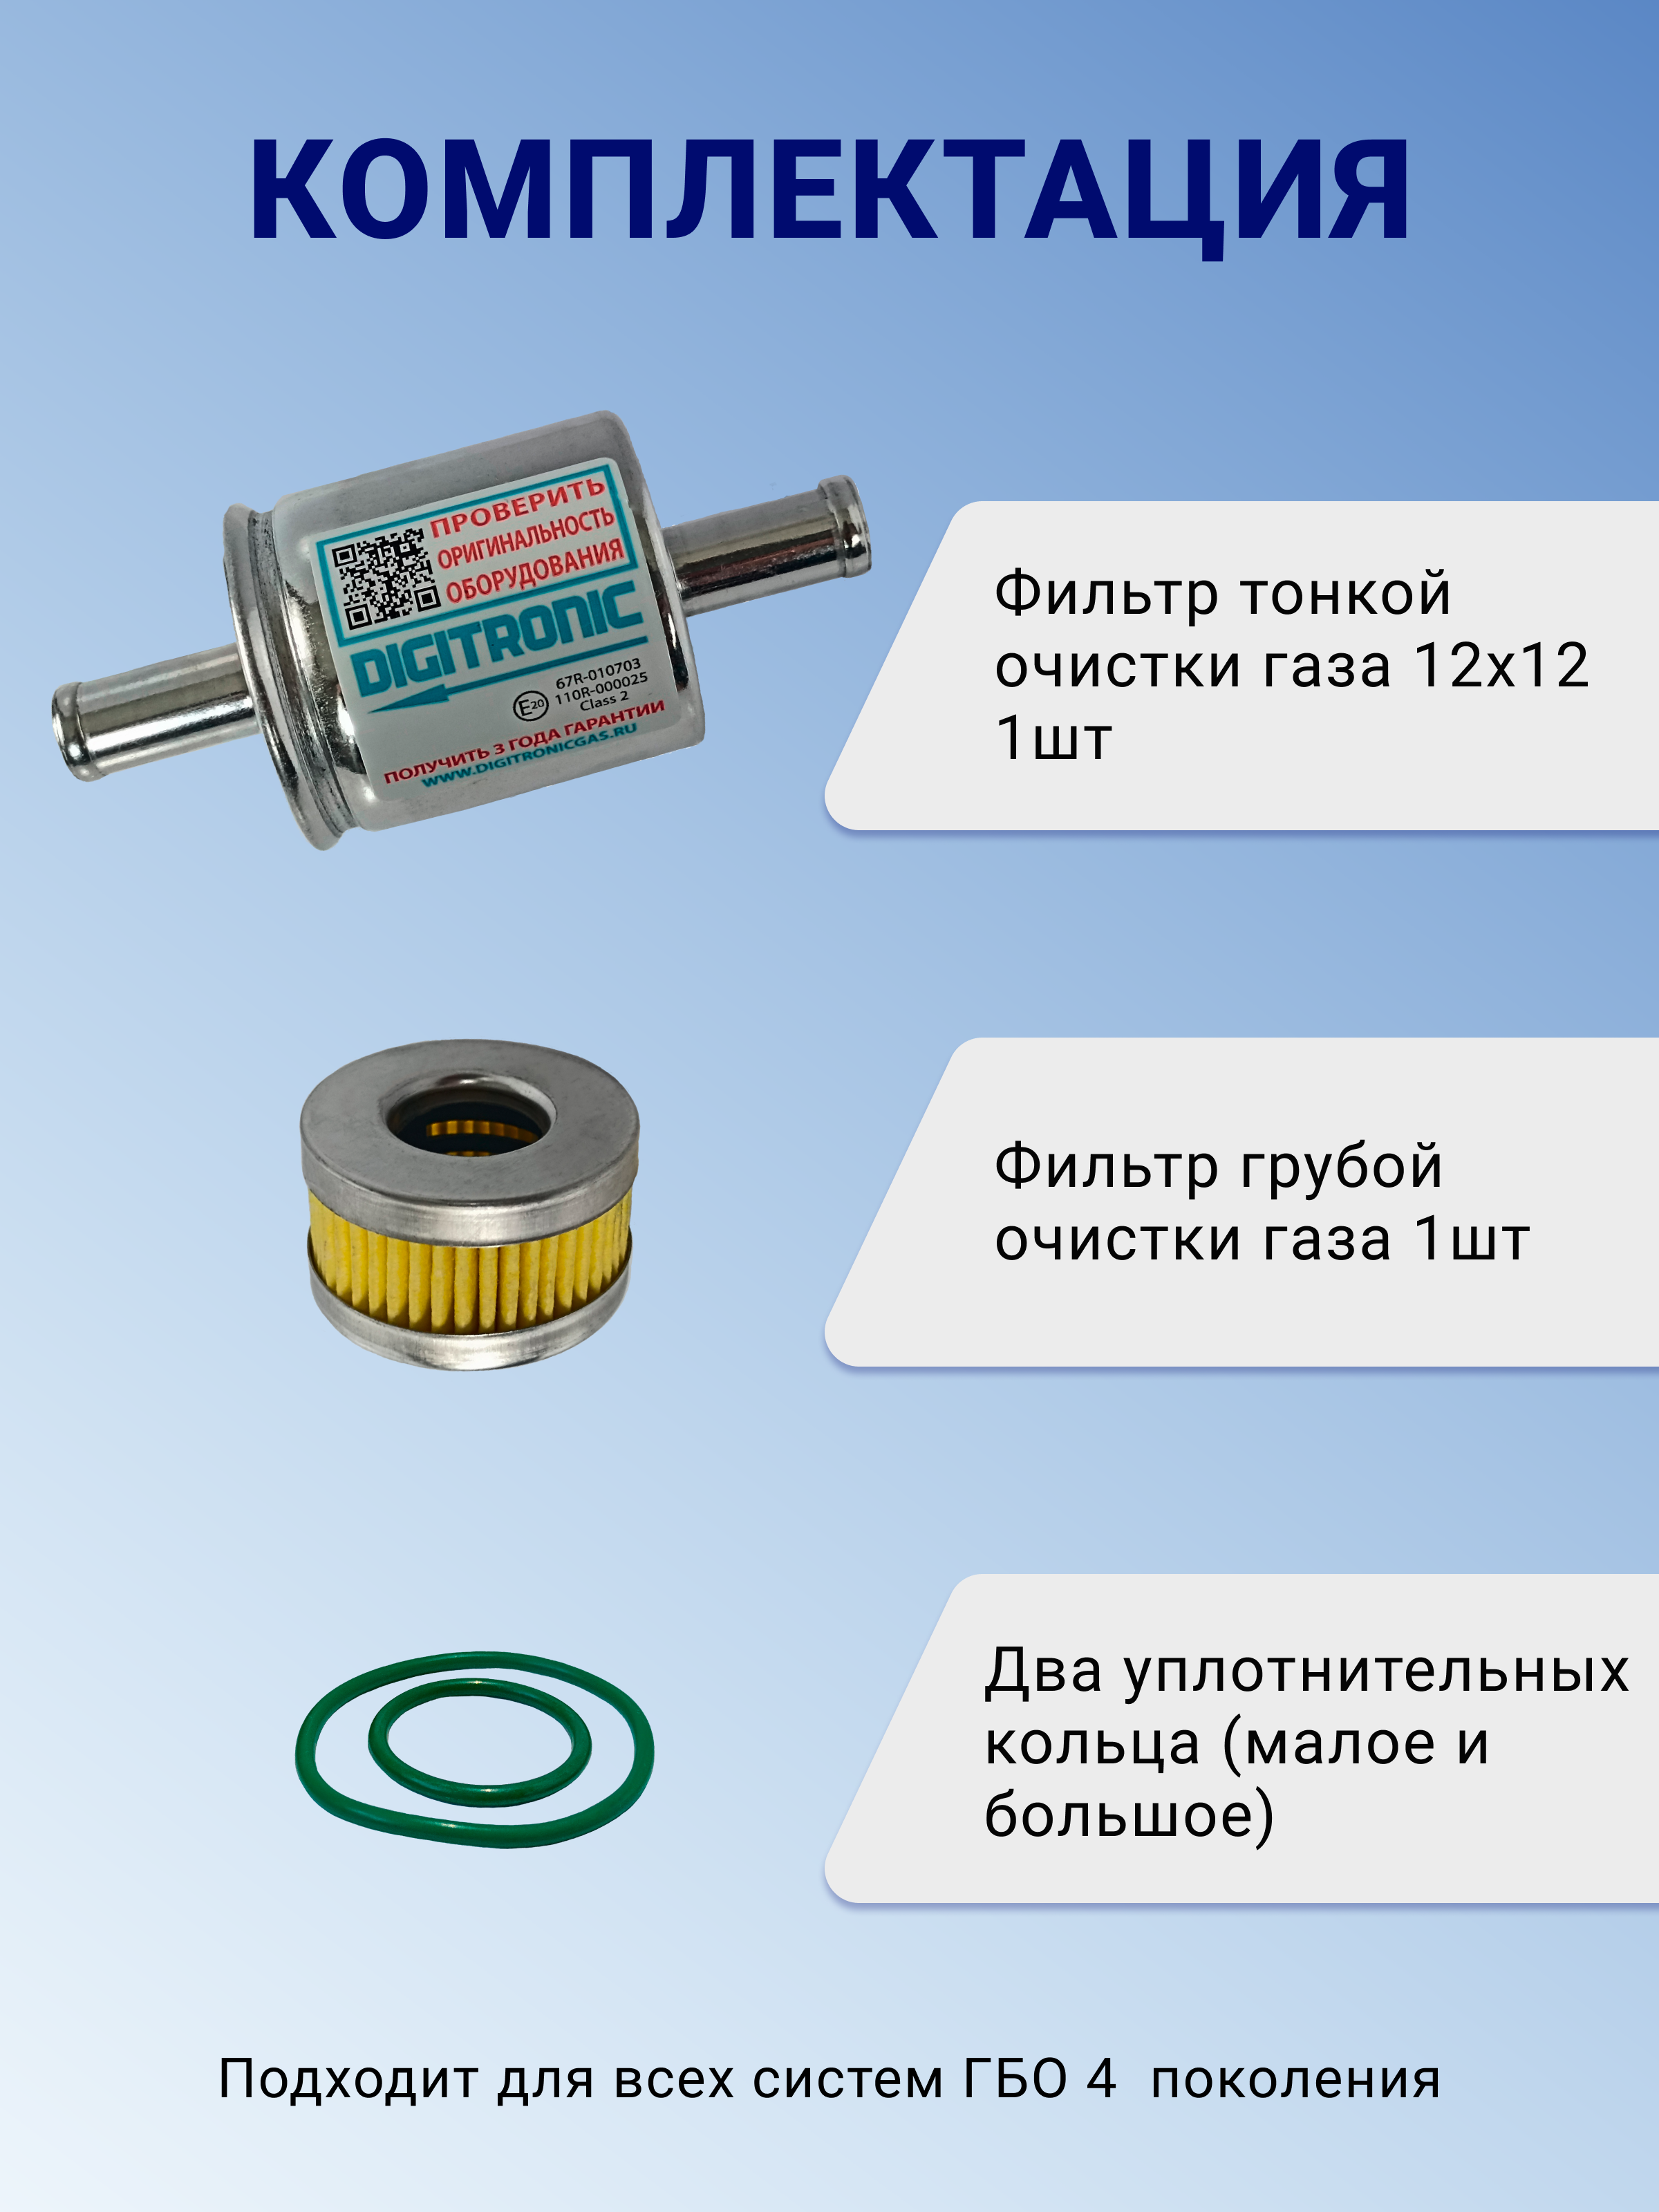 КОМПЛЕКТАЦИЯ
ПРОВЕРИТЬ
ОРИГИНАЛЬНОСТЬ
ОБОРУДОВАНИЯ
DIGITRONIC
E20
67R-010703
110R-000025
Class 2
ПОЛУЧИТЬ 3 ГОДА ГАРАНТИИ
WWW.DIGITRONICGAS.RU
Фильтр тонкой
очистки газа 12х12
1шт
Фильтр грубой
очистки газа 1шт
Два уплотнительных
кольца (малое и
большое)
Подходит для всех систем ГБО 4  поколения